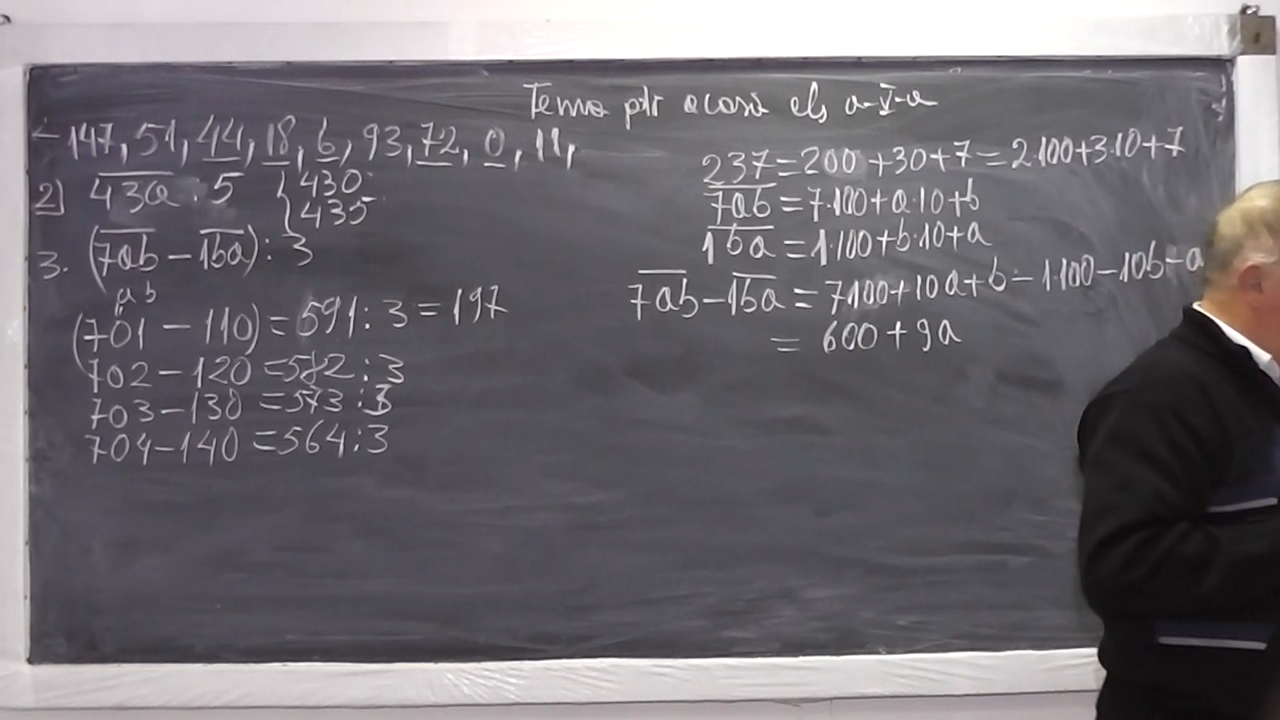 Tema ptr acasă cls a-V-a
147, 51, 44, 18, 6, 93, 72, 0, 11,
2) 43a ⋮ 5 { 430
435
3. (7ab – 1ba) : 3
a b
(701 – 110) = 591 : 3 = 197
702 – 120 = 582 : 3
703 – 130 = 573 : 3
704 – 140 = 564 : 3
237 = 200 + 30 + 7 = 2·100 + 3·10 + 7
7ab = 7·100 + a·10 + b
1ba = 1·100 + b·10 + a
7ab – 1ba = 7·100 + 10a + b – 1·100 – 10b – a
= 600 + 9a